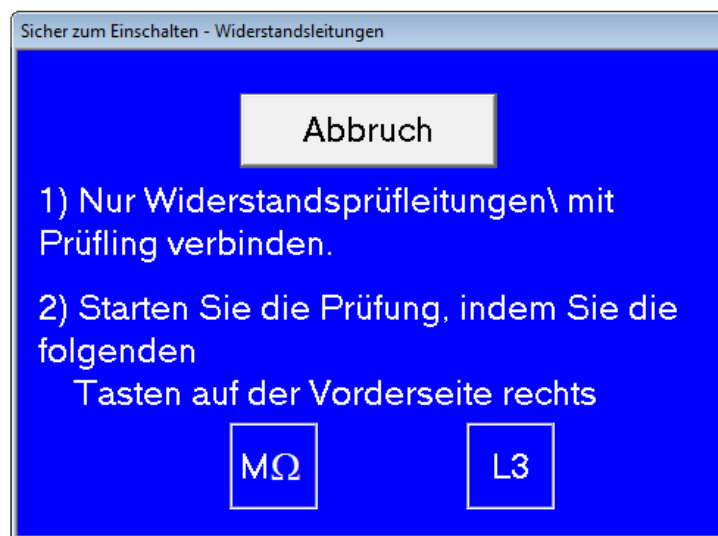 Sicher zum Einschalten - Widerstandsleitungen
Abbruch
1) Nur Widerstandsprüfleitungen\ mit
Prüfling verbinden.
2) Starten Sie die Prüfung, indem Sie die
folgenden
Tasten auf der Vorderseite rechts
MΩ L3